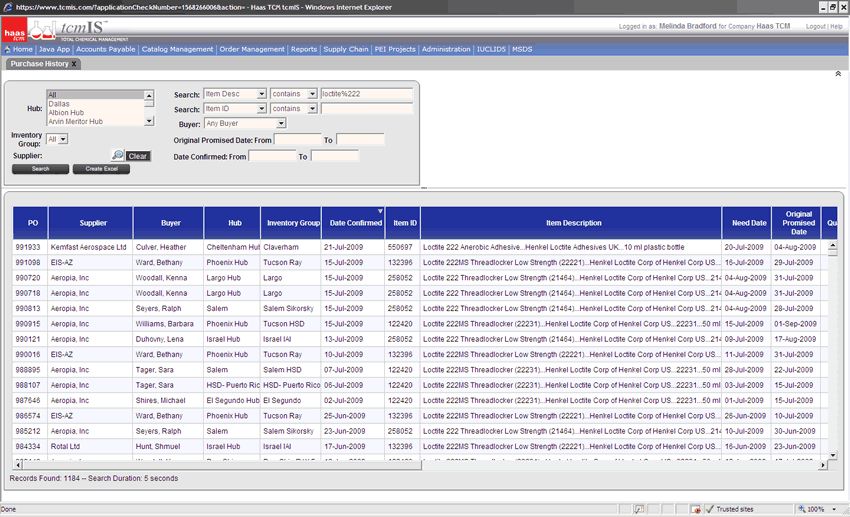 https://www.tcmis.com/?applicationCheckNumber=1568266006&action= - Haas TCM tcmIS - Windows Internet Explorer
haas tcm tcmIS™ TOTAL CHEMICAL MANAGEMENT
Logged in as: Melinda Bradford for Company Haas TCM Logout | Help
Home Java App Accounts Payable Catalog Management Order Management Reports Supply Chain PEI Projects Administration IUCLIDS MSDS
Purchase History X
Hub: All Dallas Albion Hub Arvin Meritor Hub
Search: Item Desc contains loctite%222
Search: Item ID contains
Buyer: Any Buyer
Inventory Group: All
Original Promised Date: From To
Supplier: Clear
Date Confirmed: From To
Search Create Excel
PO Supplier Buyer Hub Inventory Group Date Confirmed Item ID Item Description Need Date Original Promised Date Qu
991933 Kemfast Aerospace Ltd Culver, Heather Cheltenham Hub Claverham 21-Jul-2009 550697 Loctite 222 Anerobic Adhesive...Henkel Loctite Adhesives UK...10 ml plastic bottle 20-Jul-2009 04-Aug-2009
991098 EIS-AZ Ward, Bethany Phoenix Hub Tucson Ray 15-Jul-2009 132396 Loctite 222MS Threadlocker Low Strength (22221)...Henkel Loctite Corp of Henkel Corp US... 16-Jul-2009 29-Jul-2009
990720 Aeropia, Inc Woodall, Kenna Largo Hub Largo 15-Jul-2009 258052 Loctite 222MS Threadlocker Low Strength (21464)...Henkel Loctite Corp of Henkel Corp US...214 04-Aug-2009 31-Jul-2009
990718 Aeropia, Inc Woodall, Kenna Largo Hub Largo 15-Jul-2009 258052 Loctite 222MS Threadlocker Low Strength (21464)...Henkel Loctite Corp of Henkel Corp US...214 04-Aug-2009 31-Jul-2009
990813 Aeropia, Inc Seyers, Ralph Salem Salem Sikorsky 15-Jul-2009 258052 Loctite 222MS Threadlocker Low Strength (21464)...Henkel Loctite Corp of Henkel Corp US...214 04-Aug-2009 28-Jul-2009
990915 Aeropia, Inc Williams, Barbara Phoenix Hub Tucson HSD 15-Jul-2009 122420 Loctite 222MS Threadlocker (22231)...Henkel Loctite Corp of Henkel Corp US...22231...50 ml 15-Jul-2009 01-Sep-2009
990121 Aeropia, Inc Duhovny, Lena Israel Hub Israel IAI 13-Jul-2009 258052 Loctite 222MS Threadlocker Low Strength (21464)...Henkel Loctite Corp of Henkel Corp US...214 09-Jul-2009 17-Aug-2009
990016 EIS-AZ Ward, Bethany Phoenix Hub Tucson Ray 10-Jul-2009 132396 Loctite 222MS Threadlocker Low Strength (22221)...Henkel Loctite Corp of Henkel Corp US... 11-Jul-2009 31-Jul-2009
988895 Aeropia, Inc Tager, Sara Salem Salem HSD 07-Jul-2009 122420 Loctite 222MS Threadlocker (22231)...Henkel Loctite Corp of Henkel Corp US...22231...50 ml 28-Jul-2009 22-Jul-2009
988107 Aeropia, Inc Tager, Sara HSD- Puerto Ric HSD- Puerto Rico 06-Jul-2009 122420 Loctite 222MS Threadlocker (22231)...Henkel Loctite Corp of Henkel Corp US...22231...50 ml 03-Jul-2009 15-Jul-2009
987646 Aeropia, Inc Shires, Michael El Segundo Hub El Segundo 02-Jul-2009 122420 Loctite 222MS Threadlocker (22231)...Henkel Loctite Corp of Henkel Corp US...22231...50 ml 01-Jul-2009 15-Jul-2009
986574 EIS-AZ Ward, Bethany Phoenix Hub Tucson Ray 25-Jun-2009 132396 Loctite 222MS Threadlocker Low Strength (22221)...Henkel Loctite Corp of Henkel Corp US... 26-Jun-2009 10-Jul-2009
985212 Aeropia, Inc Seyers, Ralph Salem Salem Sikorsky 23-Jun-2009 258052 Loctite 222MS Threadlocker Low Strength (21464)...Henkel Loctite Corp of Henkel Corp US...214 10-Jun-2009 30-Jun-2009
984334 Rotal Ltd Hunt, Shmuel Israel Hub Israel IAI 17-Jun-2009 132396 Loctite 222MS Threadlocker Low Strength (22221)...Henkel Loctite Corp of Henkel Corp US... 16-Jun-2009 23-Jun-2009
Records Found: 1184 -- Search Duration: 5 seconds
Done Trusted sites 100%